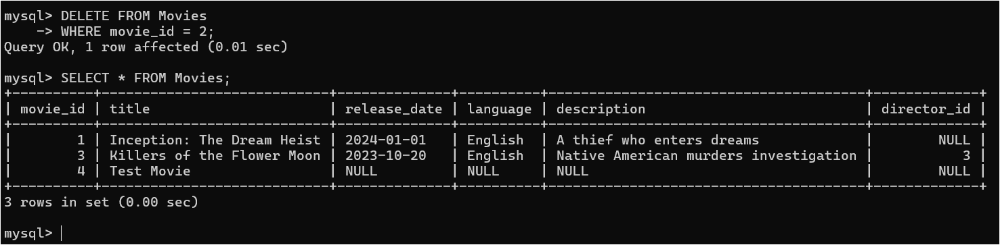 mysql> DELETE FROM Movies
    -> WHERE movie_id = 2;
Query OK, 1 row affected (0.01 sec)
mysql> SELECT * FROM Movies;
+----------+----------------------------+--------------+----------+---------------------------------------+-------------+
| movie_id | title                      | release_date | language | description                           | director_id |
+----------+----------------------------+--------------+----------+---------------------------------------+-------------+
|        1 | Inception: The Dream Heist | 2024-01-01   | English  | A thief who enters dreams             |        NULL |
|        3 | Killers of the Flower Moon | 2023-10-20   | English  | Native American murders investigation |           3 |
|        4 | Test Movie                 | NULL         | NULL     | NULL                                  |        NULL |
+----------+----------------------------+--------------+----------+---------------------------------------+-------------+
3 rows in set (0.00 sec)
mysql>